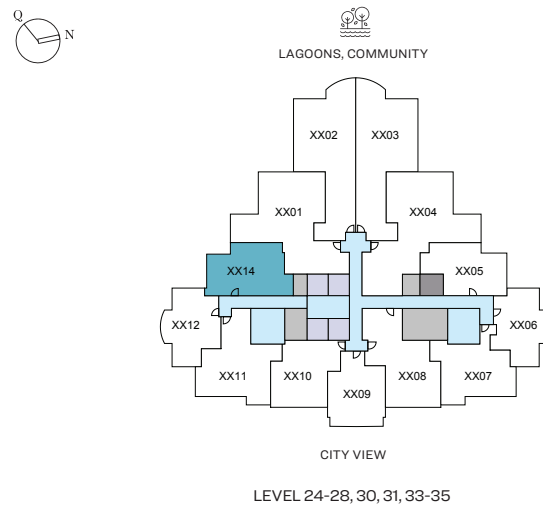 Q
N
LAGOONS, COMMUNITY
XX02 XX03
XX01 XX04
XX14 XX05
XX12 XX06
XX11 XX10 XX08 XX07
XX09
CITY VIEW
LEVEL 24-28, 30, 31, 33-35